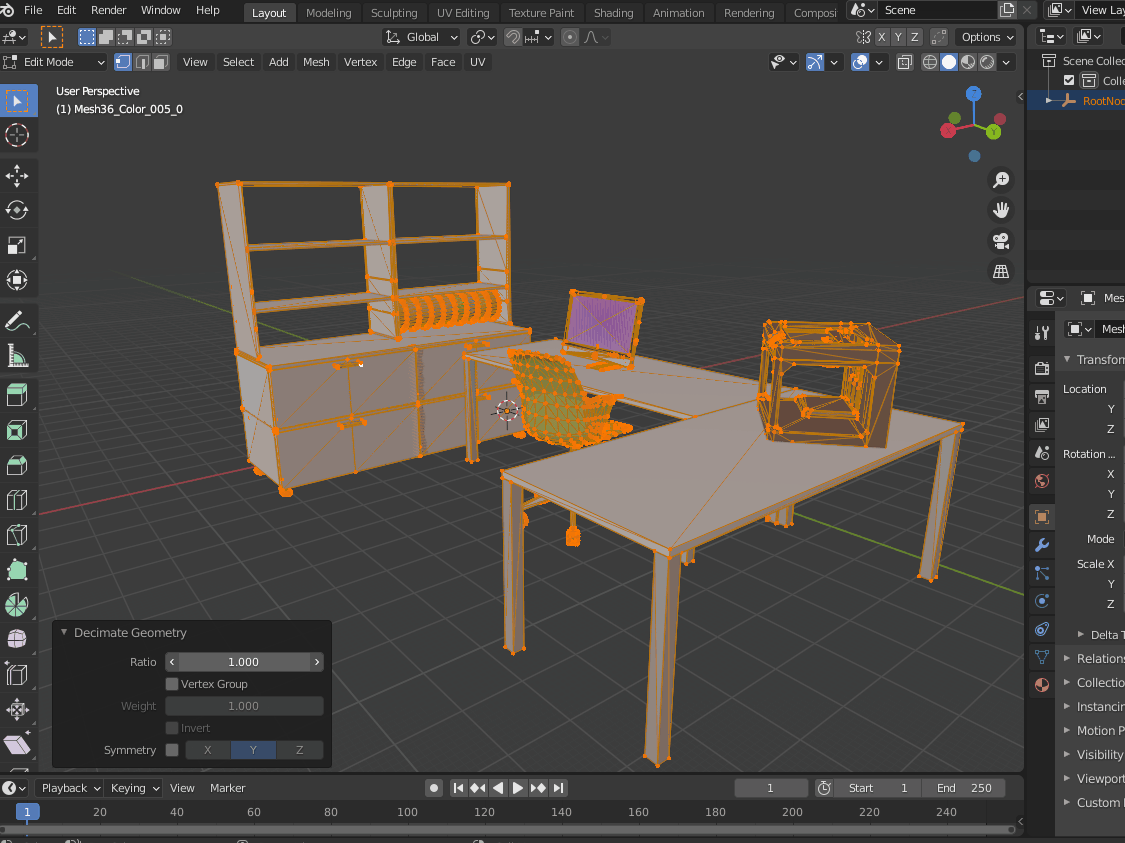 File Edit Render Window Help Layout Modeling Sculpting UV Editing Texture Paint Shading Animation Rendering Composi Scene View Lay
Global X Y Z Options
Edit Mode View Select Add Mesh Vertex Edge Face UV
Scene Collec
Colle
RootNod
User Perspective
(1) Mesh36_Color_005_0
X Y
Mes
Mesh
Transform
Location
Y
Z
Rotation ...
X
Y
Z
Mode
Scale X
Y
Z
Delta T
Relations
Collectio
Instancin
Motion P
Visibility
Viewport
Custom
Decimate Geometry
Ratio 1.000
Vertex Group
Weight 1.000
Invert
Symmetry X Y Z
Playback Keying View Marker 1 Start 1 End 250
1 20 40 60 80 100 120 140 160 180 200 220 240